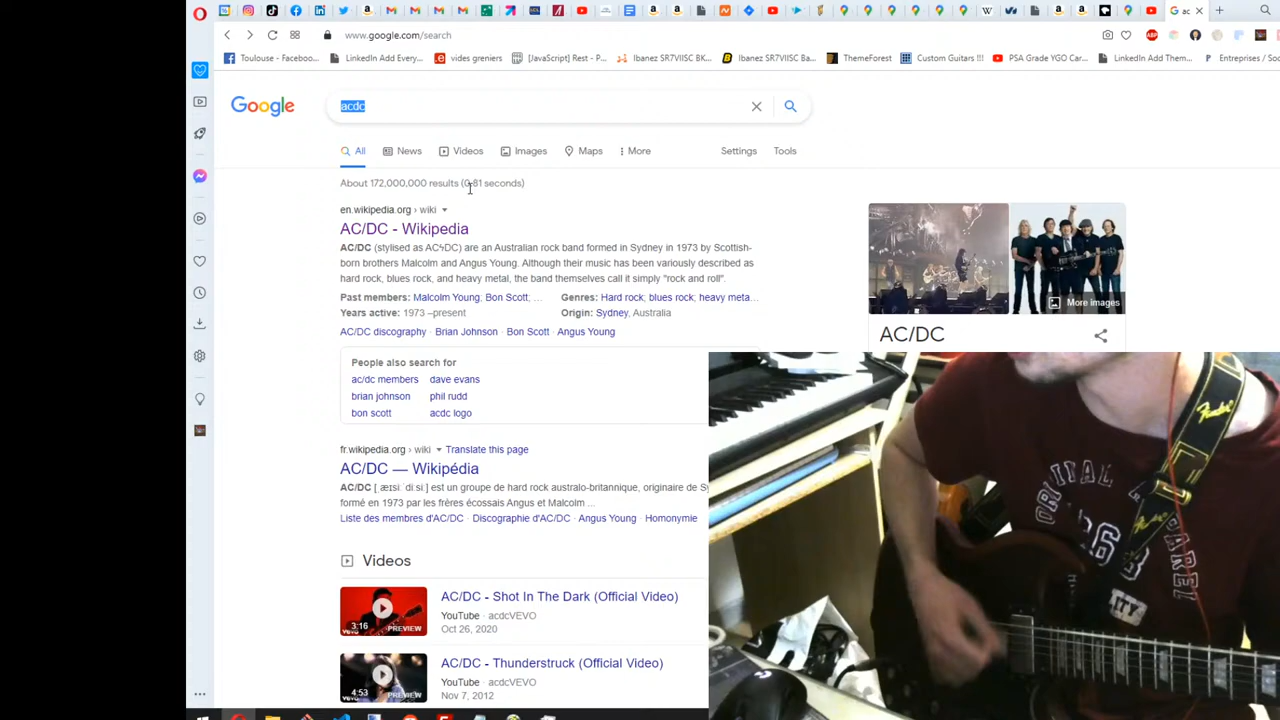 ac
www.google.com/search
Toulouse - Faceboo...
LinkedIn Add Every...
vides greniers
[JavaScript] Rest - P...
Ibanez SR7VIISC BK...
Ibanez SR7VIISC Ba...
ThemeForest
Custom Guitars !!!
PSA Grade YGO Car...
LinkedIn Add Them...
Entreprises / Soc
Google
acdc
All
News
Videos
Images
Maps
More
Settings
Tools
About 172,000,000 results (0.81 seconds)
en.wikipedia.org › wiki
AC/DC - Wikipedia
AC/DC (stylised as ACϟDC) are an Australian rock band formed in Sydney in 1973 by Scottish-
born brothers Malcolm and Angus Young. Although their music has been variously described as
hard rock, blues rock, and heavy metal, the band themselves call it simply "rock and roll".
Past members: Malcolm Young, Bon Scott, ...
Genres: Hard rock; blues rock; heavy meta...
Years active: 1973 –present
Origin: Sydney, Australia
AC/DC discography · Brian Johnson · Bon Scott · Angus Young
More images
AC/DC
People also search for
ac/dc members
dave evans
brian johnson
phil rudd
bon scott
acdc logo
fr.wikipedia.org › wiki
Translate this page
AC/DC — Wikipédia
AC/DC [ˌæɪsiːˈdiːsiː] est un groupe de hard rock australo-britannique, originaire de Sy
formé en 1973 par les frères écossais Angus et Malcolm ...
Liste des membres d'AC/DC · Discographie d'AC/DC · Angus Young · Homonymie
Videos
3:16
PREVIEW
AC/DC - Shot In The Dark (Official Video)
YouTube · acdcVEVO
Oct 26, 2020
4:53
PREVIEW
AC/DC - Thunderstruck (Official Video)
YouTube · acdcVEVO
Nov 7, 2012
Fender